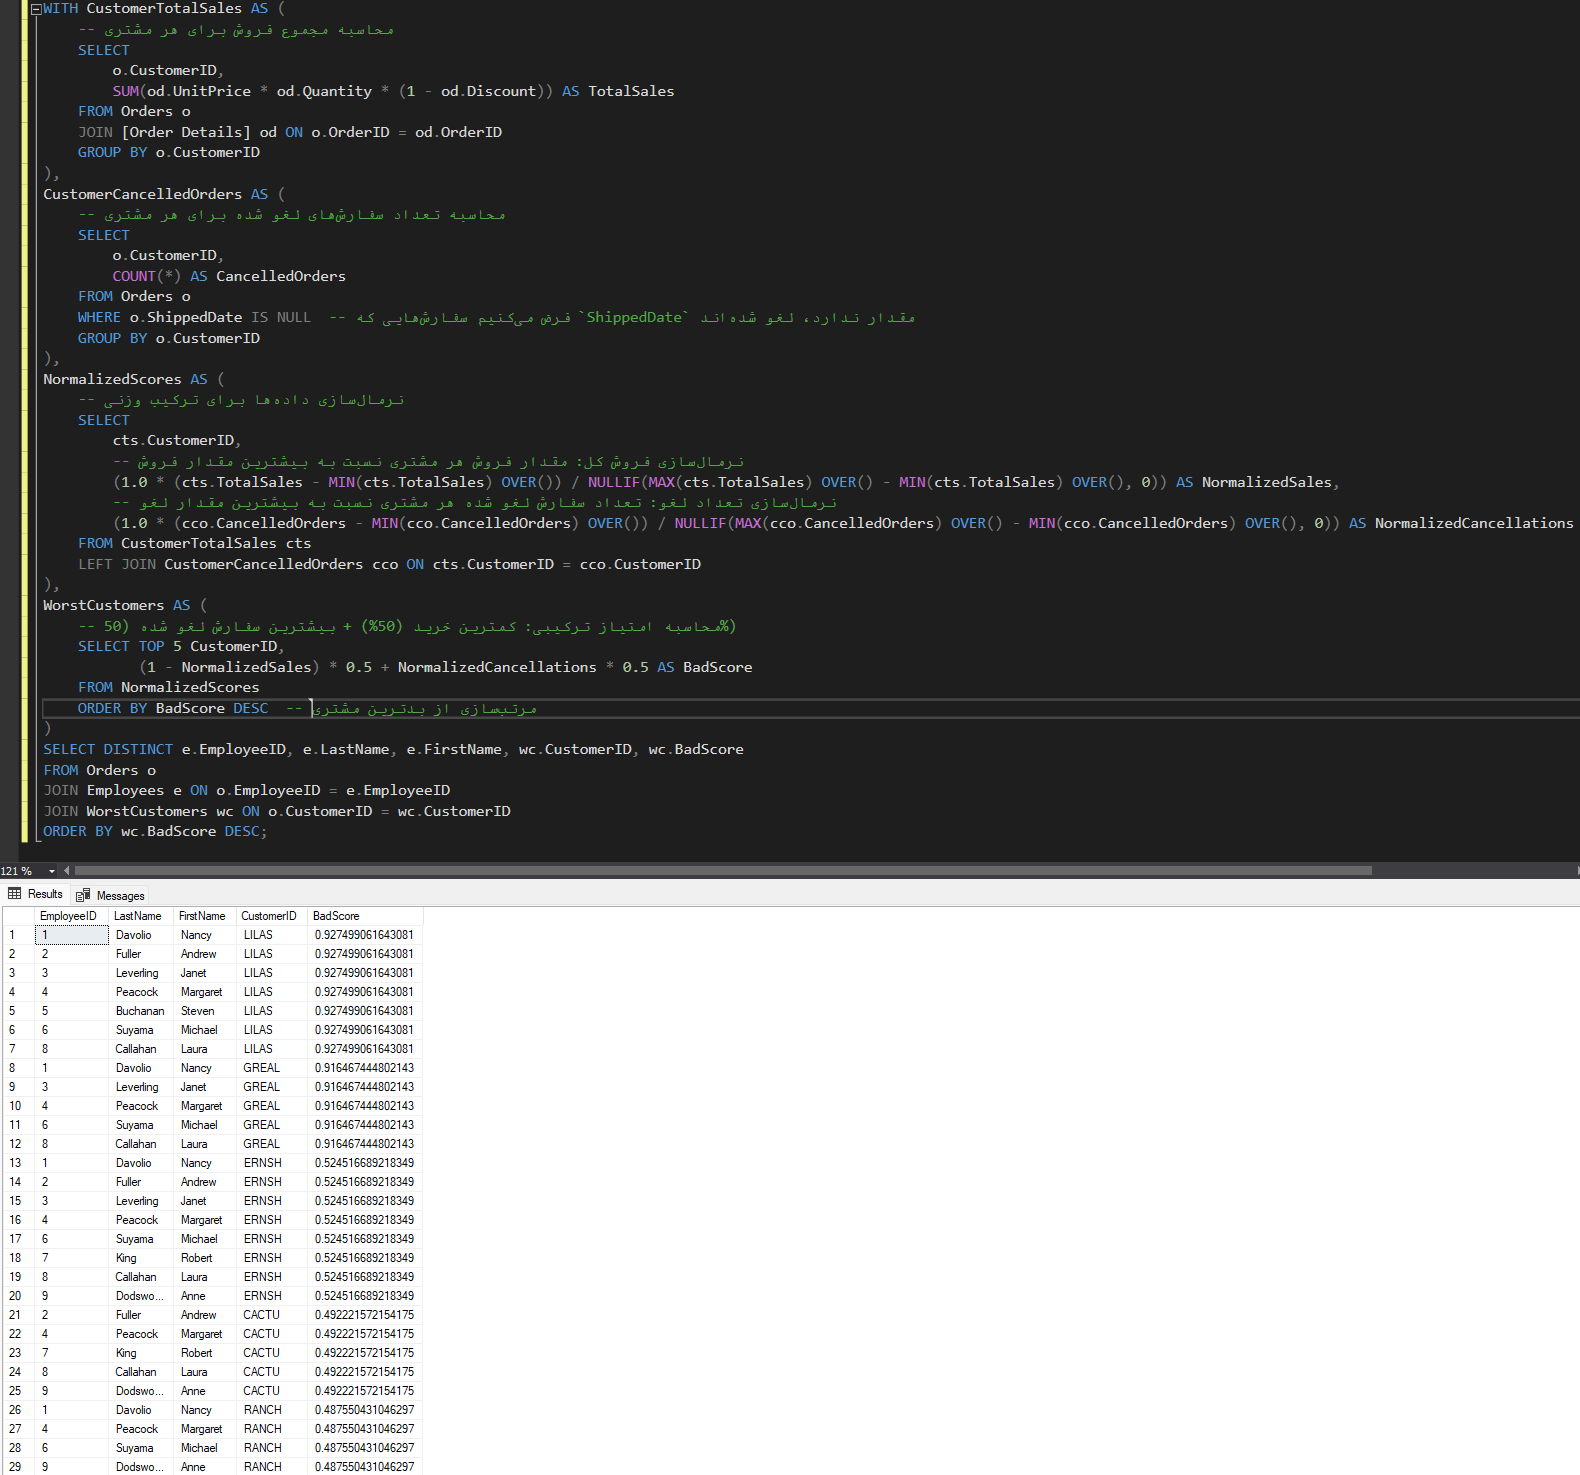 WITH CustomerTotalSales AS (
-- محاسبه مجموع فروش برای هر مشتری
SELECT
o.CustomerID,
SUM(od.UnitPrice * od.Quantity * (1 - od.Discount)) AS TotalSales
FROM Orders o
JOIN [Order Details] od ON o.OrderID = od.OrderID
GROUP BY o.CustomerID
),
CustomerCancelledOrders AS (
-- محاسبه تعداد سفارش‌های لغو شده برای هر مشتری
SELECT
o.CustomerID,
COUNT(*) AS CancelledOrders
FROM Orders o
WHERE o.ShippedDate IS NULL -- فرض می‌کنیم سفارش‌هایی که `ShippedDate` مقدار ندارد، لغو شده‌اند
GROUP BY o.CustomerID
),
NormalizedScores AS (
-- نرمال‌سازی داده‌ها برای ترکیب وزنی
SELECT
cts.CustomerID,
-- نرمال‌سازی فروش کل: مقدار فروش هر مشتری نسبت به بیشترین مقدار فروش
(1.0 * (cts.TotalSales - MIN(cts.TotalSales) OVER()) / NULLIF(MAX(cts.TotalSales) OVER() - MIN(cts.TotalSales) OVER(), 0)) AS NormalizedSales,
-- نرمال‌سازی تعداد لغو: تعداد سفارش لغو شده هر مشتری نسبت به بیشترین مقدار لغو
(1.0 * (cco.CancelledOrders - MIN(cco.CancelledOrders) OVER()) / NULLIF(MAX(cco.CancelledOrders) OVER() - MIN(cco.CancelledOrders) OVER(), 0)) AS NormalizedCancellations
FROM CustomerTotalSales cts
LEFT JOIN CustomerCancelledOrders cco ON cts.CustomerID = cco.CustomerID
),
WorstCustomers AS (
-- محاسبه امتیاز ترکیبی: کمترین خرید (50%) + بیشترین سفارش لغو شده (50%)
SELECT TOP 5 CustomerID,
(1 - NormalizedSales) * 0.5 + NormalizedCancellations * 0.5 AS BadScore
FROM NormalizedScores
ORDER BY BadScore DESC -- مرتب‌سازی از بدترین مشتری
)
SELECT DISTINCT e.EmployeeID, e.LastName, e.FirstName, wc.CustomerID, wc.BadScore
FROM Orders o
JOIN Employees e ON o.EmployeeID = e.EmployeeID
JOIN WorstCustomers wc ON o.CustomerID = wc.CustomerID
ORDER BY wc.BadScore DESC;
121 %
Results Messages
EmployeeID LastName FirstName CustomerID BadScore
1 1 Davolio Nancy LILAS 0.927499061643081
2 2 Fuller Andrew LILAS 0.927499061643081
3 3 Leverling Janet LILAS 0.927499061643081
4 4 Peacock Margaret LILAS 0.927499061643081
5 5 Buchanan Steven LILAS 0.927499061643081
6 6 Suyama Michael LILAS 0.927499061643081
7 8 Callahan Laura LILAS 0.927499061643081
8 1 Davolio Nancy GREAL 0.916467444802143
9 3 Leverling Janet GREAL 0.916467444802143
10 4 Peacock Margaret GREAL 0.916467444802143
11 6 Suyama Michael GREAL 0.916467444802143
12 8 Callahan Laura GREAL 0.916467444802143
13 1 Davolio Nancy ERNSH 0.524516689218349
14 2 Fuller Andrew ERNSH 0.524516689218349
15 3 Leverling Janet ERNSH 0.524516689218349
16 4 Peacock Margaret ERNSH 0.524516689218349
17 6 Suyama Michael ERNSH 0.524516689218349
18 7 King Robert ERNSH 0.524516689218349
19 8 Callahan Laura ERNSH 0.524516689218349
20 9 Dodswo... Anne ERNSH 0.524516689218349
21 2 Fuller Andrew CACTU 0.492221572154175
22 4 Peacock Margaret CACTU 0.492221572154175
23 7 King Robert CACTU 0.492221572154175
24 8 Callahan Laura CACTU 0.492221572154175
25 9 Dodswo... Anne CACTU 0.492221572154175
26 1 Davolio Nancy RANCH 0.487550431046297
27 4 Peacock Margaret RANCH 0.487550431046297
28 6 Suyama Michael RANCH 0.487550431046297
29 9 Dodswo... Anne RANCH 0.487550431046297